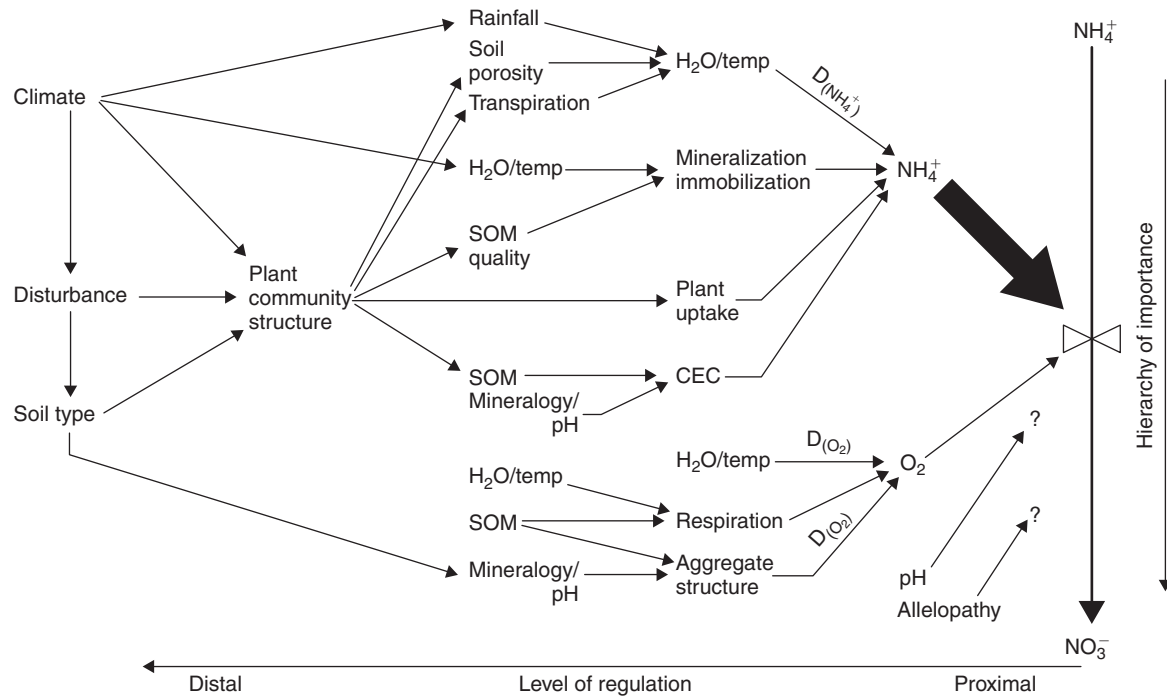 Rainfall
Soil
porosity
Transpiration
H₂O/temp
D(NH₄⁺)
NH₄⁺
Climate
H₂O/temp
Mineralization
immobilization
NH₄⁺
SOM
quality
Disturbance
Plant
community
structure
Plant
uptake
Hierarchy of importance
SOM
Mineralogy/
pH
CEC
Soil type
?
H₂O/temp
D(O₂)
O₂
H₂O/temp
SOM
Respiration
D(O₂)
?
Mineralogy/
pH
Aggregate
structure
pH
Allelopathy
NO₃⁻
Distal
Level of regulation
Proximal